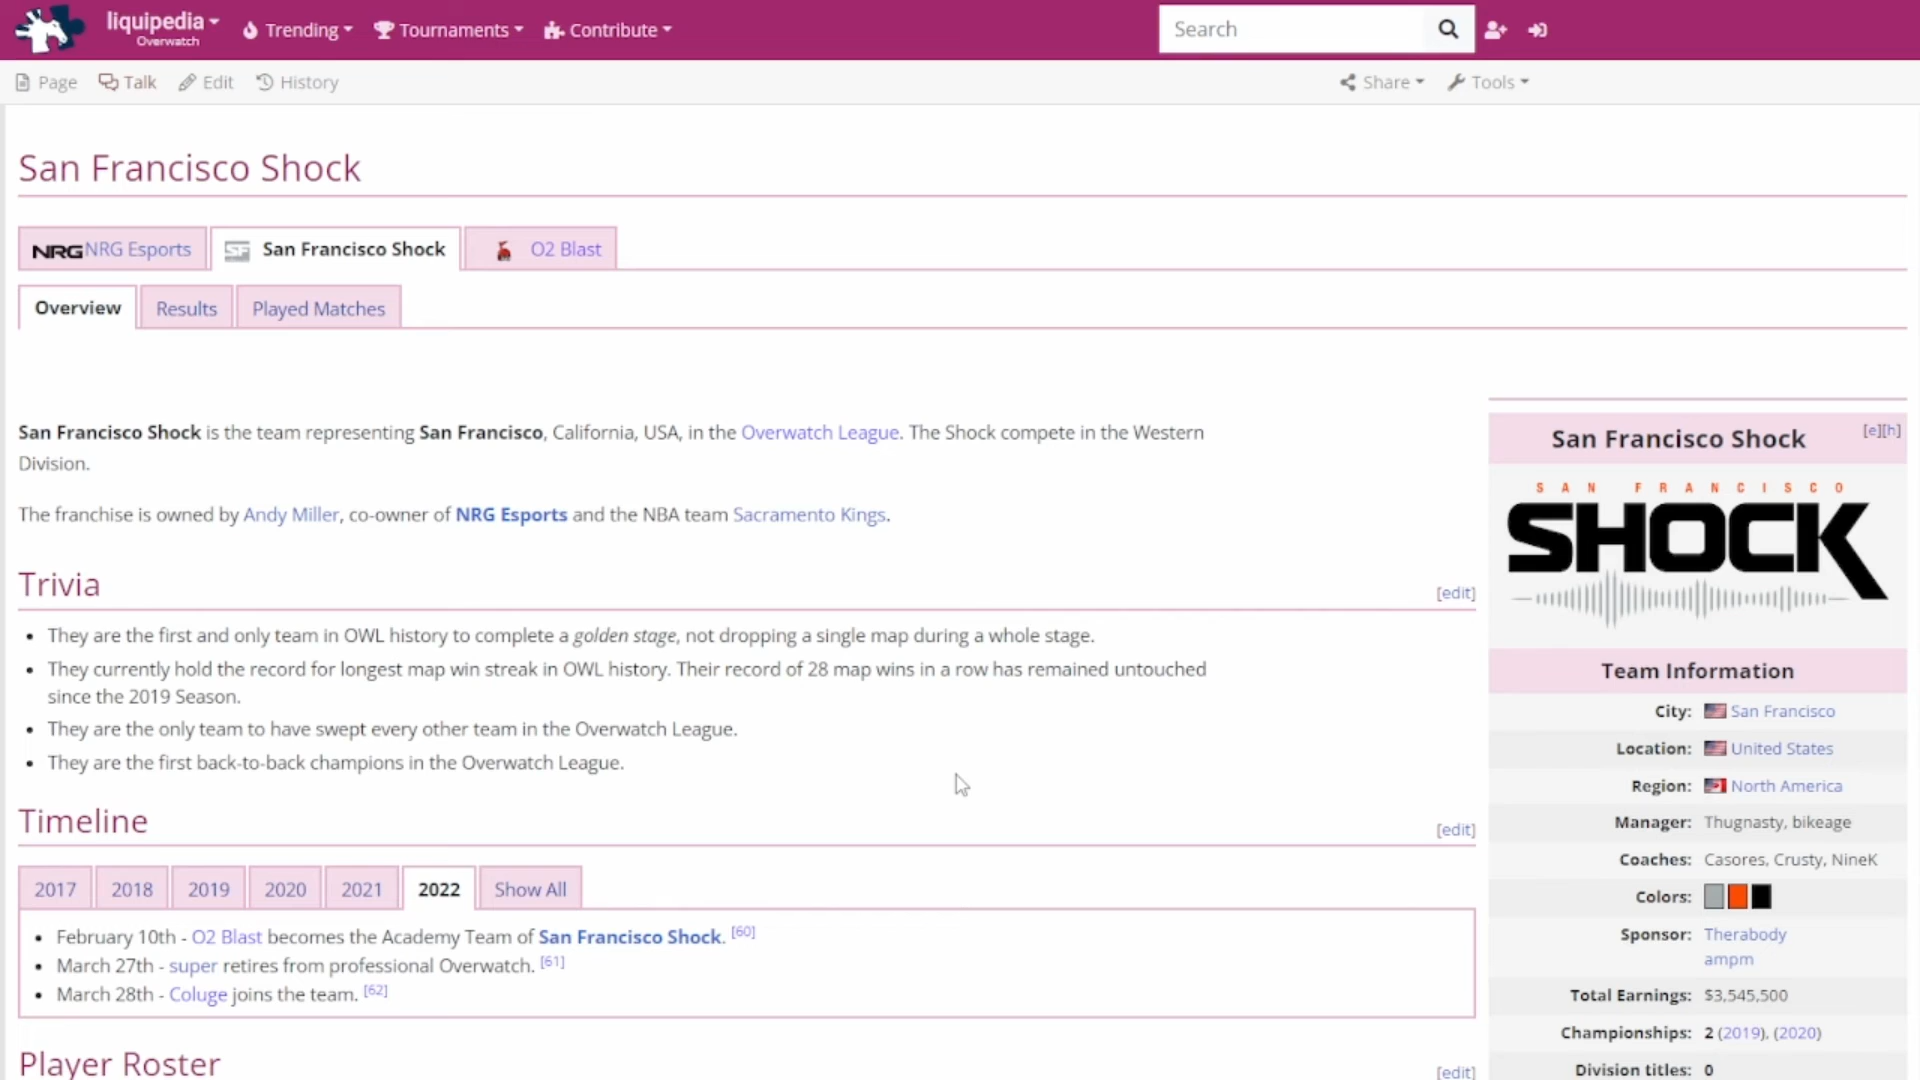 liquipedia
Overwatch
Trending
Tournaments
Contribute
Search
Page
Talk
Edit
History
Share
Tools
San Francisco Shock
NRG NRG Esports
SF San Francisco Shock
O2 Blast
Overview
Results
Played Matches
San Francisco Shock is the team representing San Francisco, California, USA, in the Overwatch League. The Shock compete in the Western
Division.
The franchise is owned by Andy Miller, co-owner of NRG Esports and the NBA team Sacramento Kings.
Trivia
[edit]
They are the first and only team in OWL history to complete a golden stage, not dropping a single map during a whole stage.
They currently hold the record for longest map win streak in OWL history. Their record of 28 map wins in a row has remained untouched
since the 2019 Season.
They are the only team to have swept every other team in the Overwatch League.
They are the first back-to-back champions in the Overwatch League.
Timeline
[edit]
2017
2018
2019
2020
2021
2022
Show All
February 10th - O2 Blast becomes the Academy Team of San Francisco Shock. [60]
March 27th - super retires from professional Overwatch. [61]
March 28th - Coluge joins the team. [62]
Player Roster
[edit]
San Francisco Shock
[e][h]
SAN FRANCISCO
SHOCK
Team Information
City: San Francisco
Location: United States
Region: North America
Manager: Thugnasty, bikeage
Coaches: Casores, Crusty, NineK
Colors:
Sponsor: Therabody
ampm
Total Earnings: $3,545,500
Championships: 2 (2019), (2020)
Division titles: 0